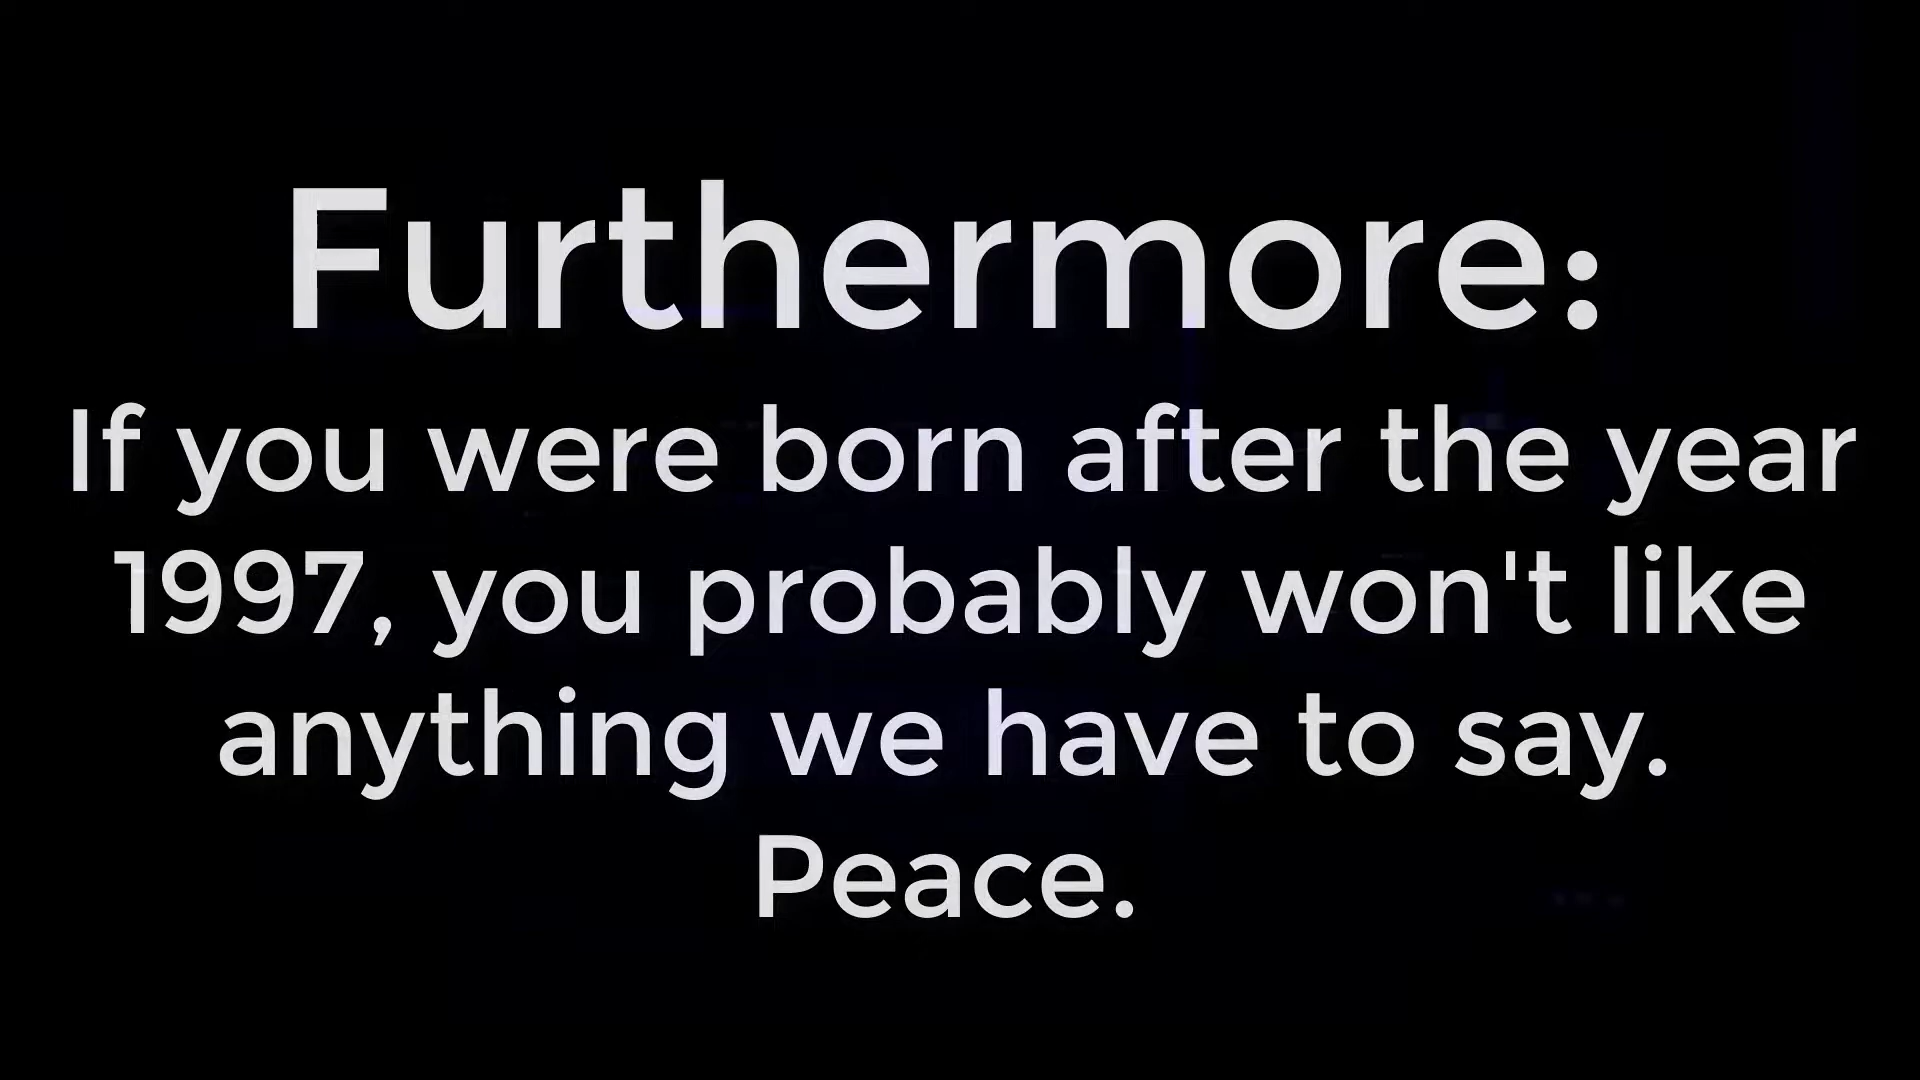 Furthermore:
If you were born after the year
1997, you probably won't like
anything we have to say.
Peace.